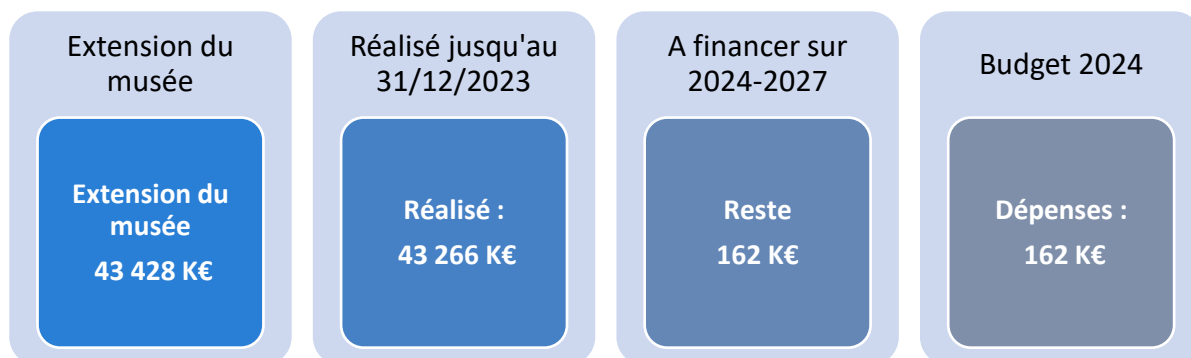 Extension du
musée
Extension du
musée
43 428 K€
Réalisé jusqu'au
31/12/2023
Réalisé :
43 266 K€
A financer sur
2024-2027
Reste
162 K€
Budget 2024
Dépenses :
162 K€